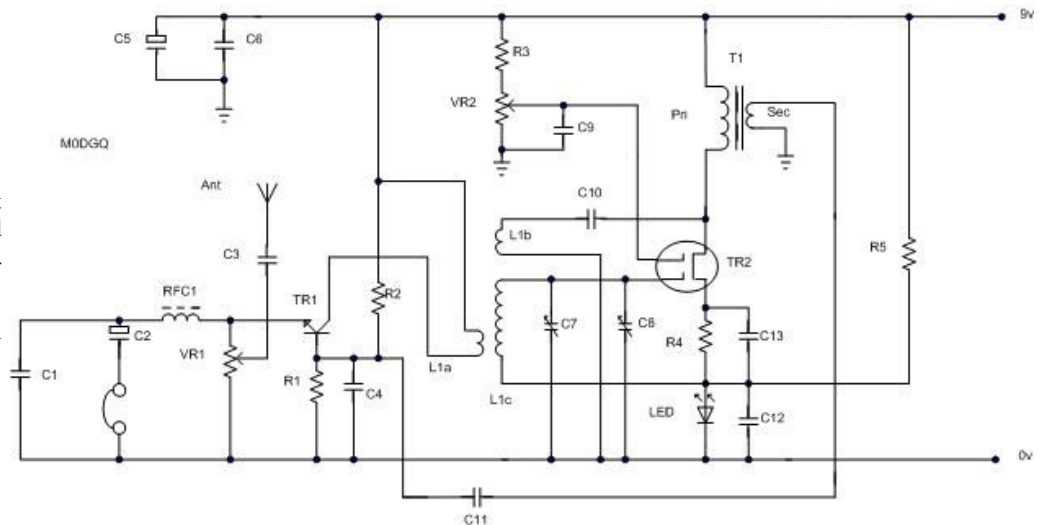 9v
C5
C6
R3
T1
VR2
Pri
Sec
C9
M0DGQ
Ant
C10
L1b
R5
C3
TR2
RFC1
TR1
R2
C2
C7
C8
R4
C13
VR1
C1
R1
C4
L1a
L1c
LED
C12
0v
C11